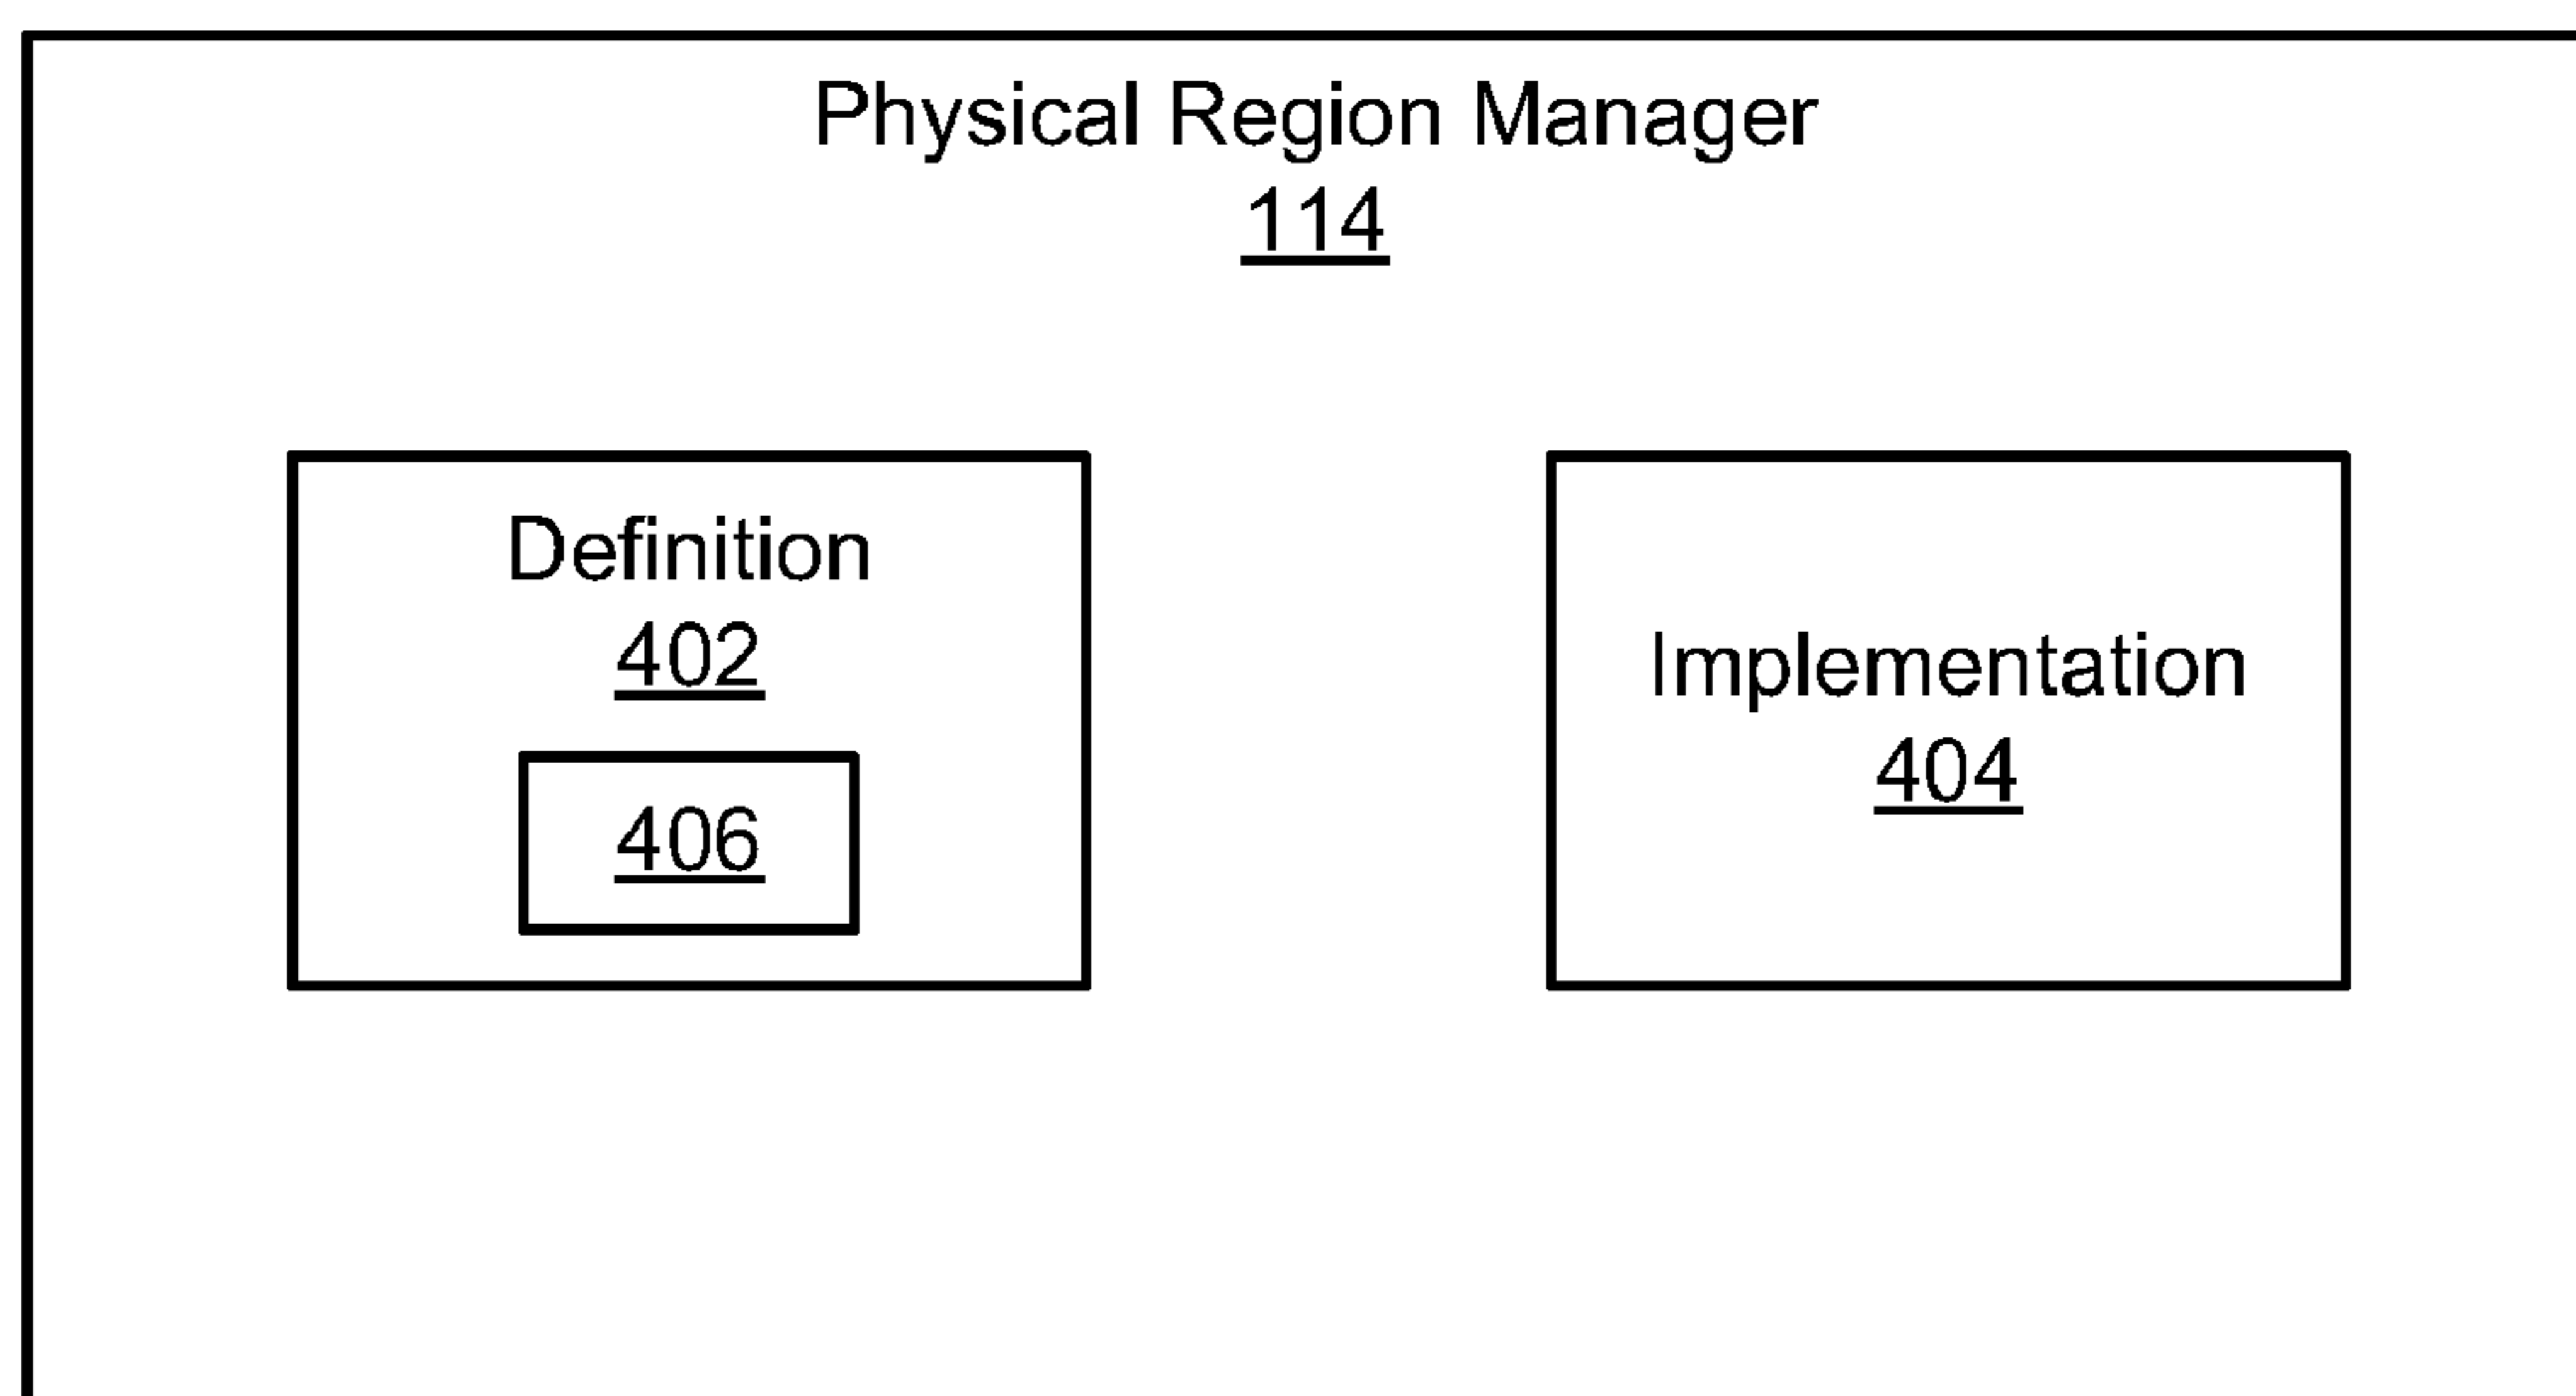 Physical Region Manager
114
Definition
402
406
Implementation
404